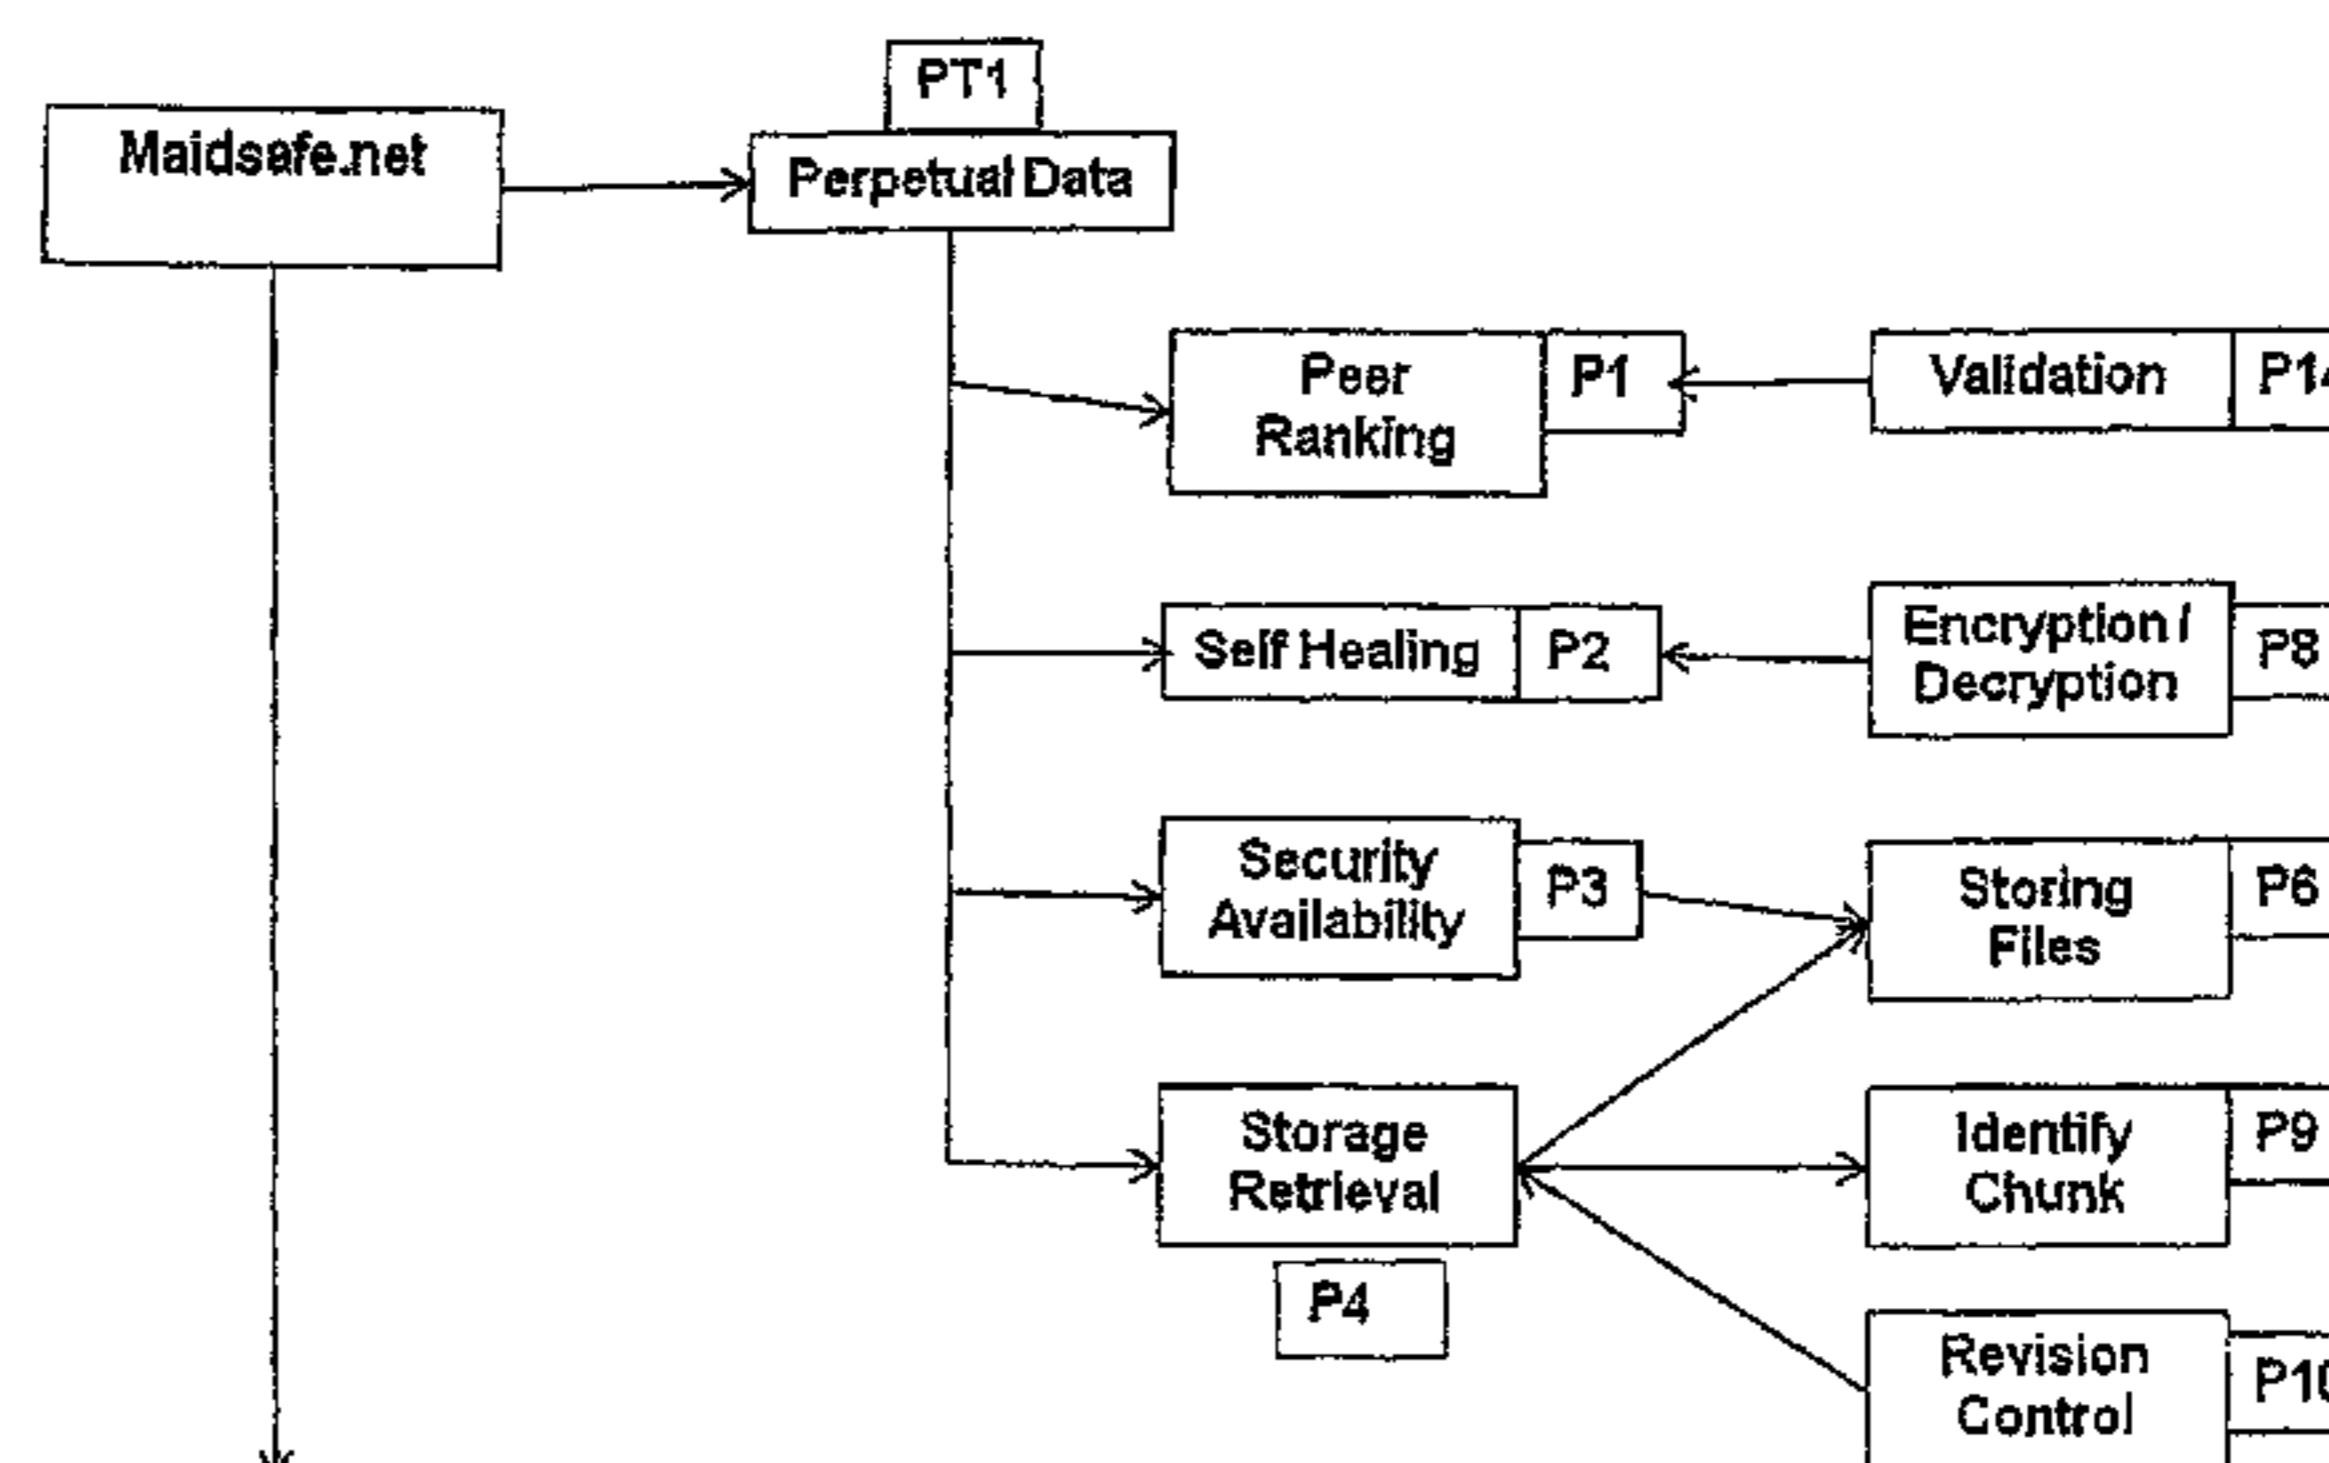 PT1
Maidsafe.net
Perpetual Data
Peer
Ranking
P1
Validation
Self Healing
P2
Encryption /
Decryption
P8
Security
Availability
P3
Storing
Files
P6
Storage
Retrieval
Identify
Chunk
P9
P4
Revision
Control